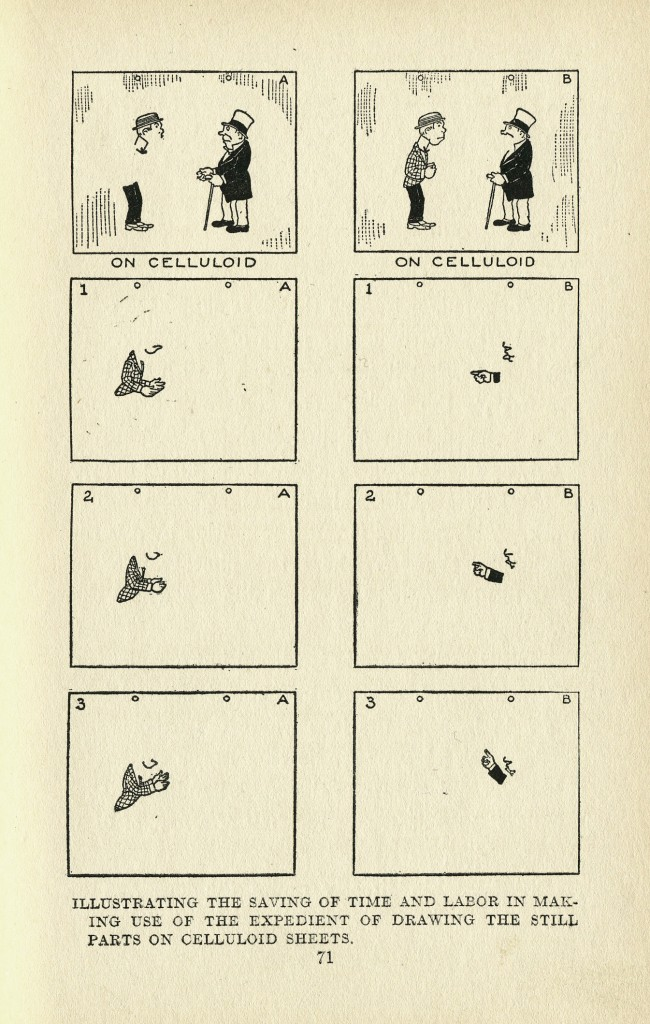 A
B
ON CELLULOID
ON CELLULOID
1
A
1
B
2
A
2
B
3
A
3
B
ILLUSTRATING THE SAVING OF TIME AND LABOR IN MAK-
ING USE OF THE EXPEDIENT OF DRAWING THE STILL
PARTS ON CELLULOID SHEETS.
71